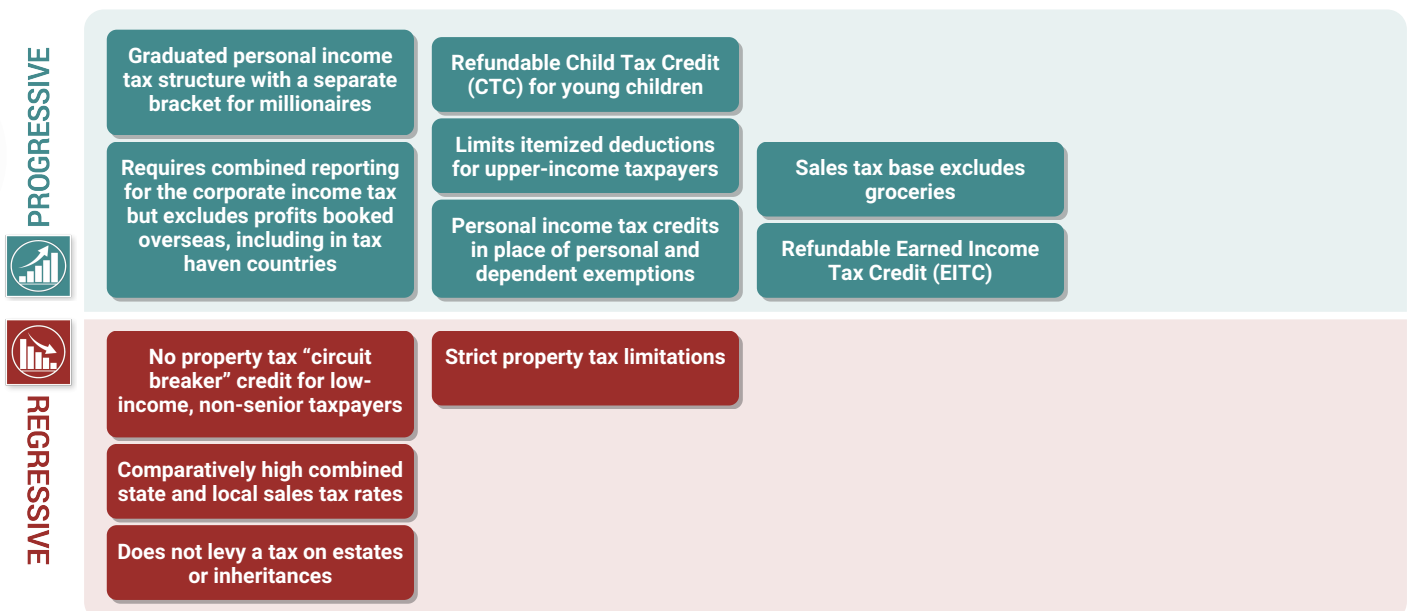 PROGRESSIVE
Graduated personal income
tax structure with a separate
bracket for millionaires
Requires combined reporting
for the corporate income tax
but excludes profits booked
overseas, including in tax
haven countries
Refundable Child Tax Credit
(CTC) for young children
Limits itemized deductions
for upper-income taxpayers
Personal income tax credits
in place of personal and
dependent exemptions
Sales tax base excludes
groceries
Refundable Earned Income
Tax Credit (EITC)
REGRESSIVE
No property tax “circuit
breaker” credit for low-
income, non-senior taxpayers
Comparatively high combined
state and local sales tax rates
Does not levy a tax on estates
or inheritances
Strict property tax limitations